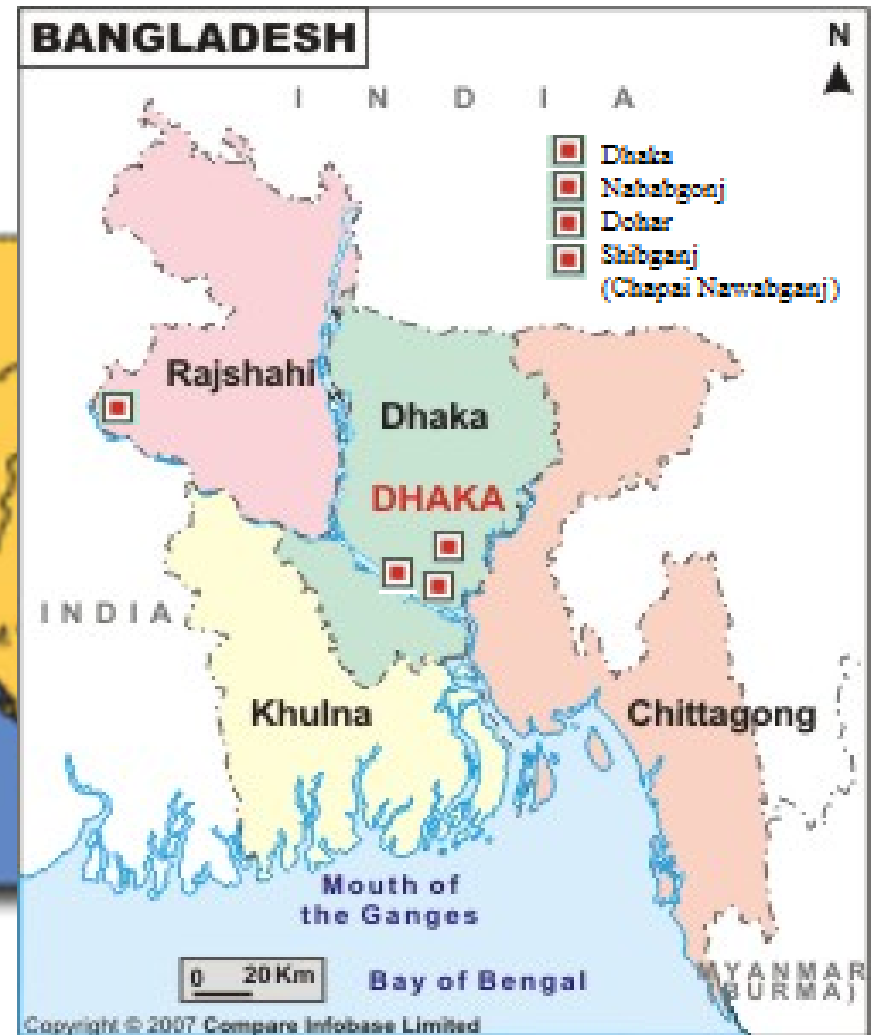 BANGLADESH
N
I N D I A
Dhaka
Nababgonj
Dohar
Shibganj
(Chapai Nawabganj)
Rajshahi
Dhaka
DHAKA
INDIA
Khulna
Chittagong
Mouth of
the Ganges
0 20 Km
Bay of Bengal
MYANMAR
(BURMA)
Copyright © 2007 Compare Infobase Limited